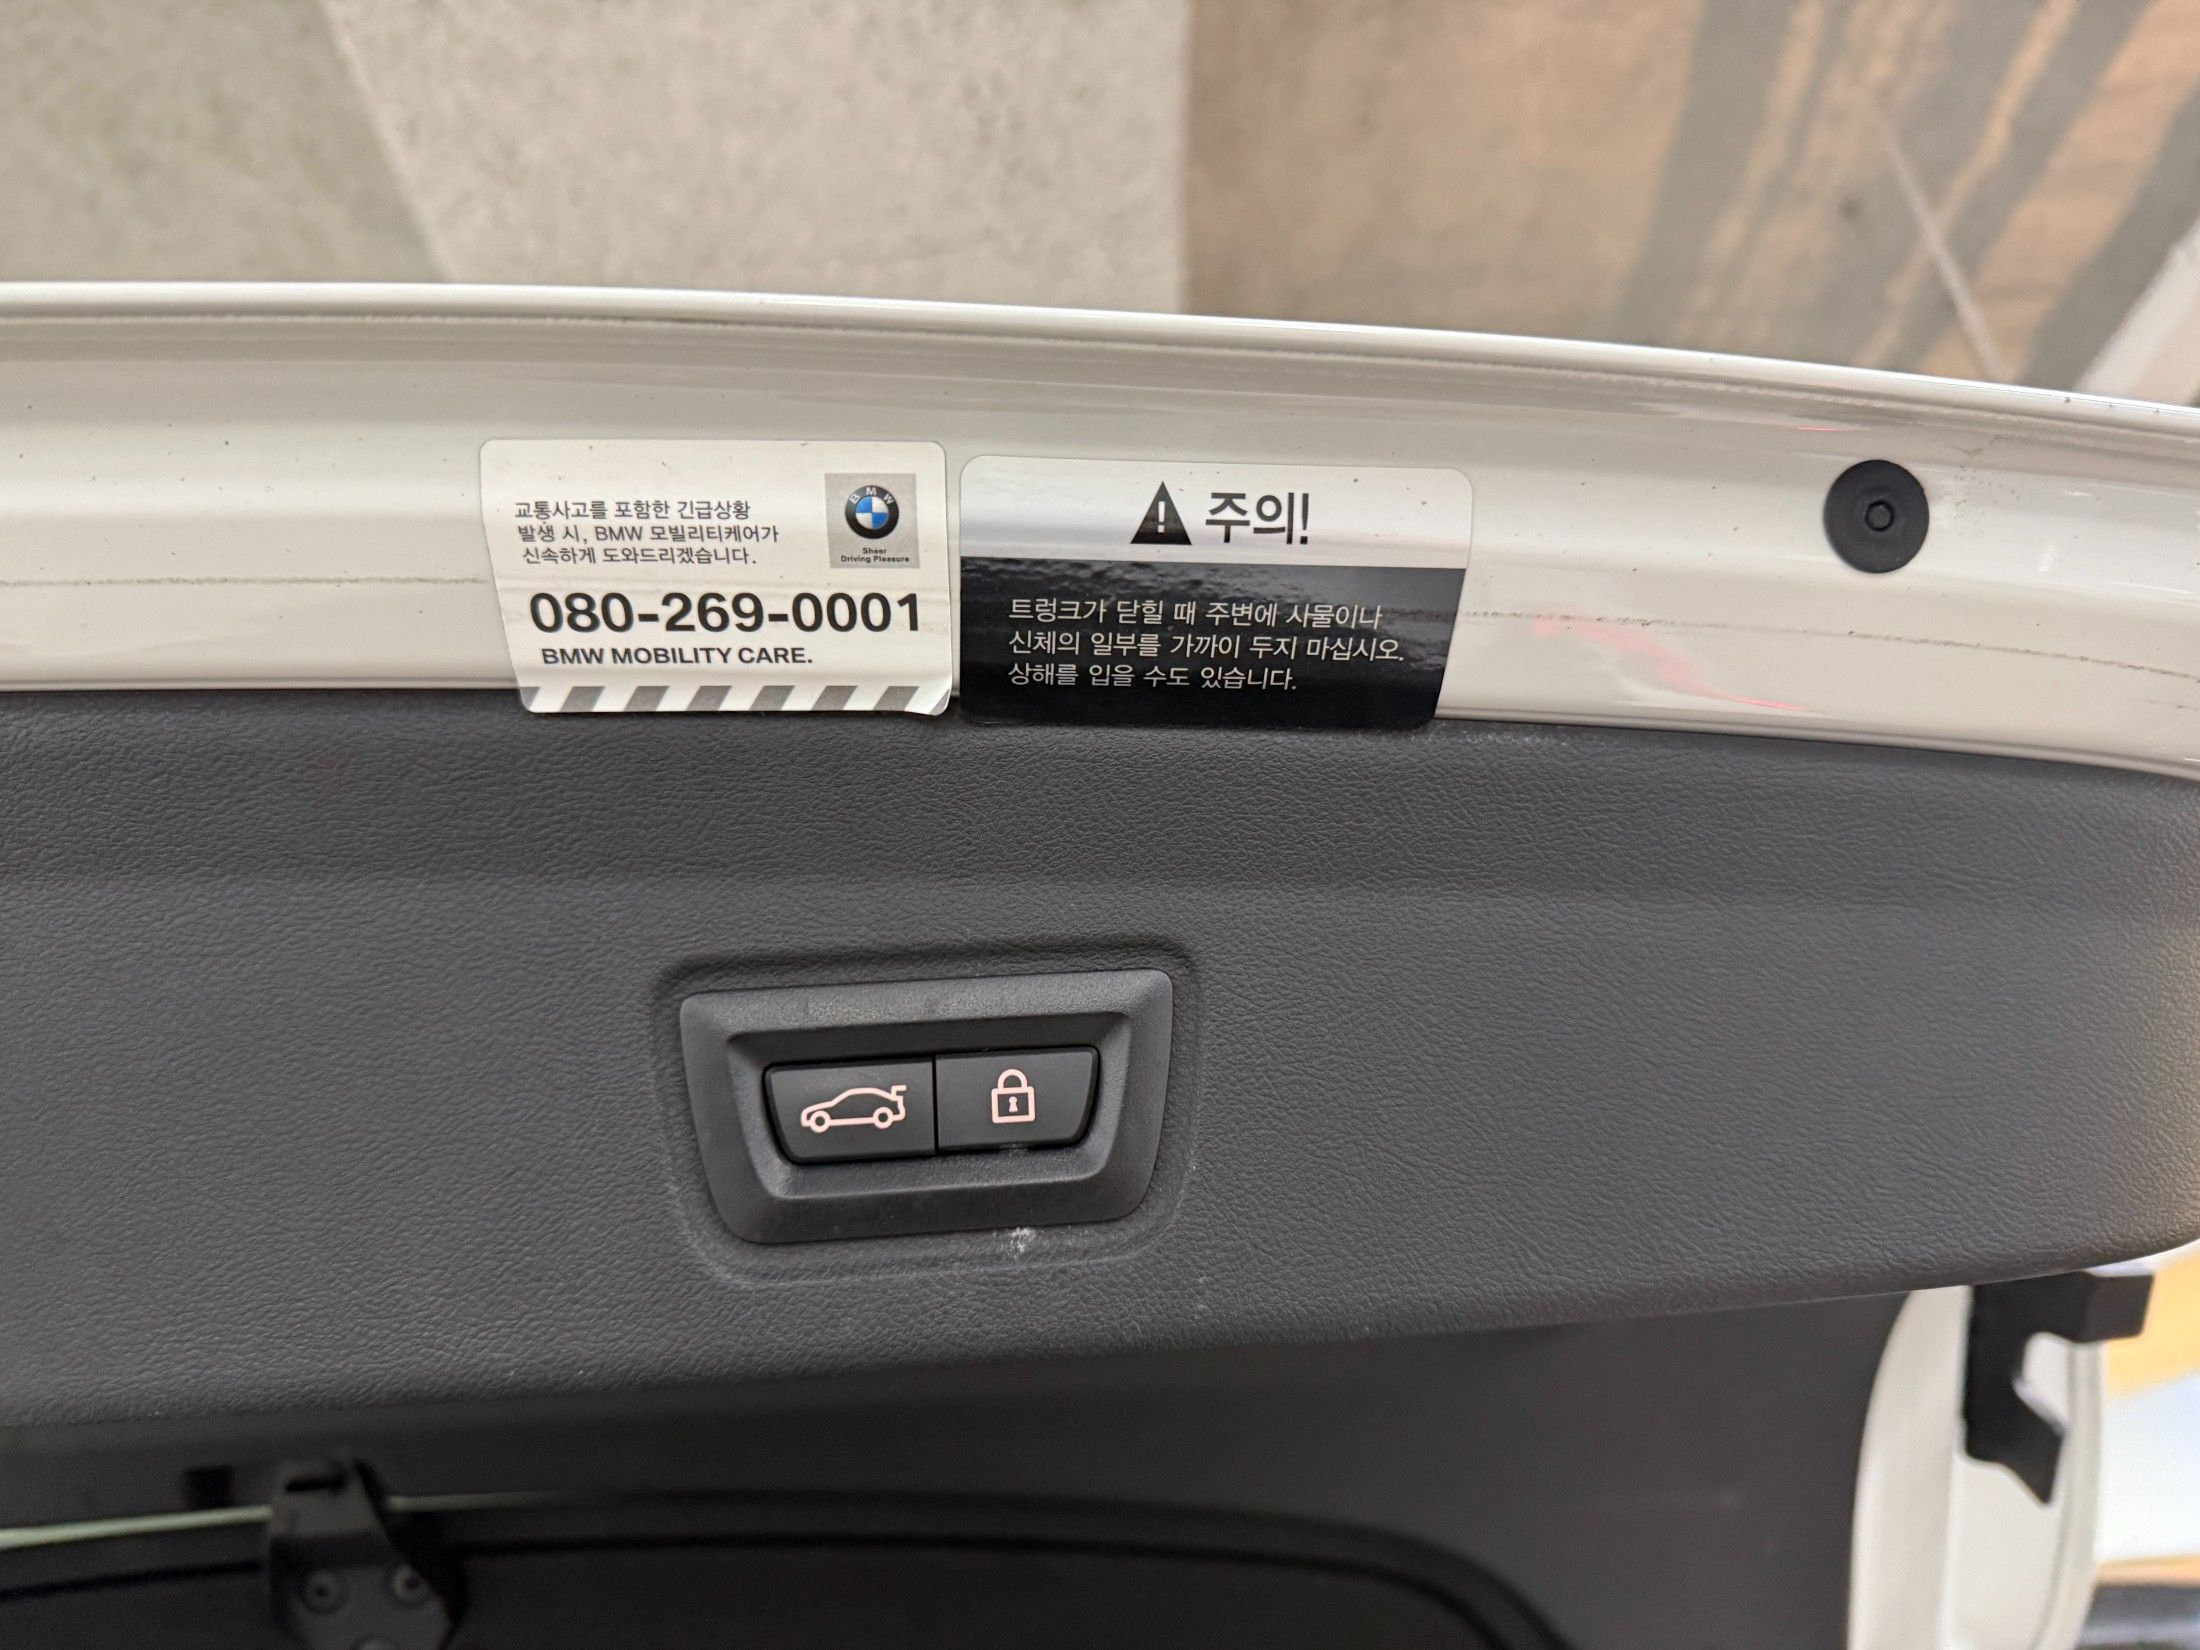 교통사고를 포함한 긴급상황
발생 시, BMW 모빌리티케어가
신속하게 도와드리겠습니다.
BMW
Sheer
Driving Pleasure
080-269-0001
BMW MOBILITY CARE.
주의!
트렁크가 닫힐 때 주변에 사물이나
신체의 일부를 가까이 두지 마십시오.
상해를 입을 수도 있습니다.